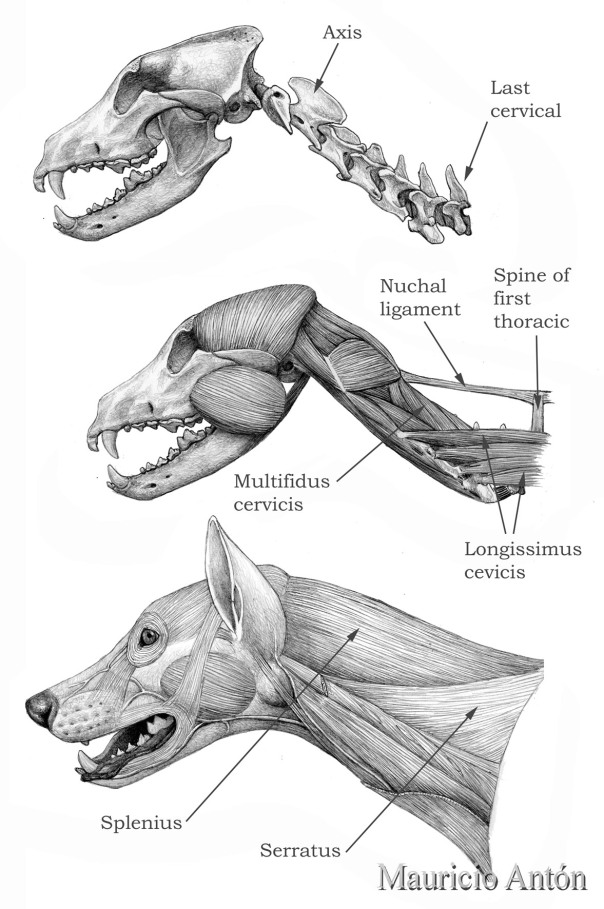 Axis
Last
cervical
Nuchal
ligament
Spine of
first
thoracic
Multifidus
cervicis
Longissimus
cevicis
Splenius
Serratus
Mauricio Antón